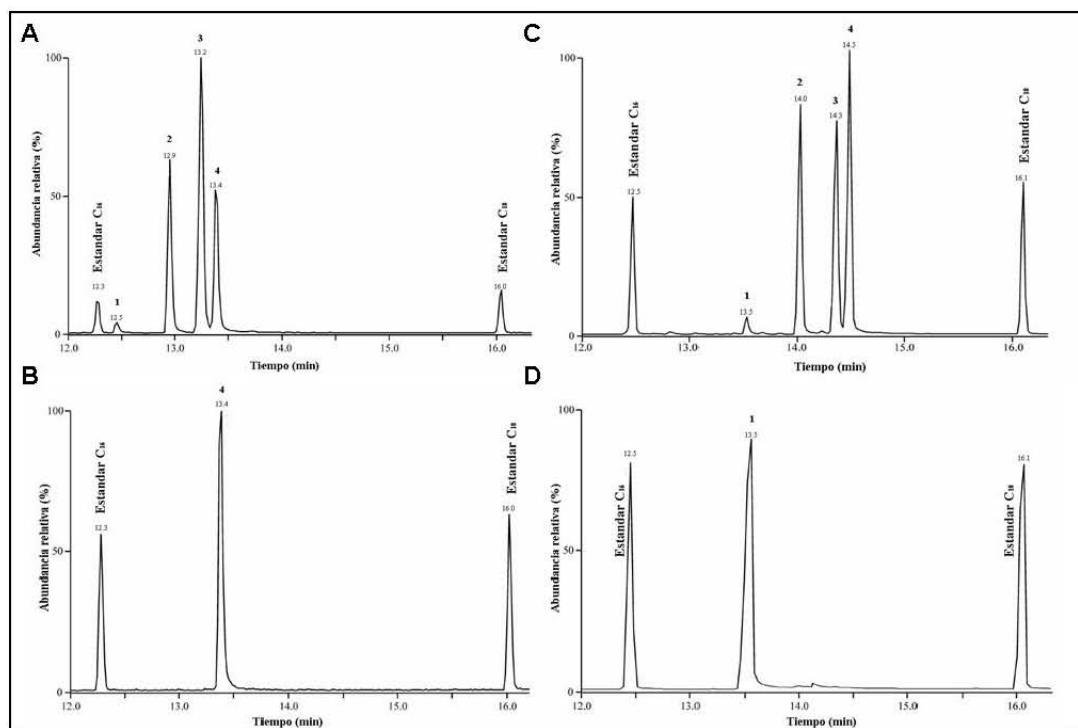 A
3
13.2
100
2
12.9
4
13.4
50
Estandar C₁₆
12.3
1
12.5
Estandar C₁₈
16.0
0
12.0 13.0 14.0 15.0 16.0
Tiempo (min)
Abundancia relativa (%)
C
4
14.5
100
2
14.0
3
14.3
Estandar C₁₆
12.5
50
1
13.5
Estandar C₁₈
16.1
0
12.0 13.0 14.0 15.0 16.0
Tiempo (min)
Abundancia relativa (%)
B
4
13.4
100
Estandar C₁₆
12.3
50
Estandar C₁₈
16.0
0
12.0 13.0 14.0 15.0 16.0
Tiempo (min)
Abundancia relativa (%)
D
1
13.5
100
12.5
Estandar C₁₆
50
16.1
Estandar C₁₈
0
12.0 13.0 14.0 15.0 16.0
Tiempo (min)
Abundancia relativa (%)